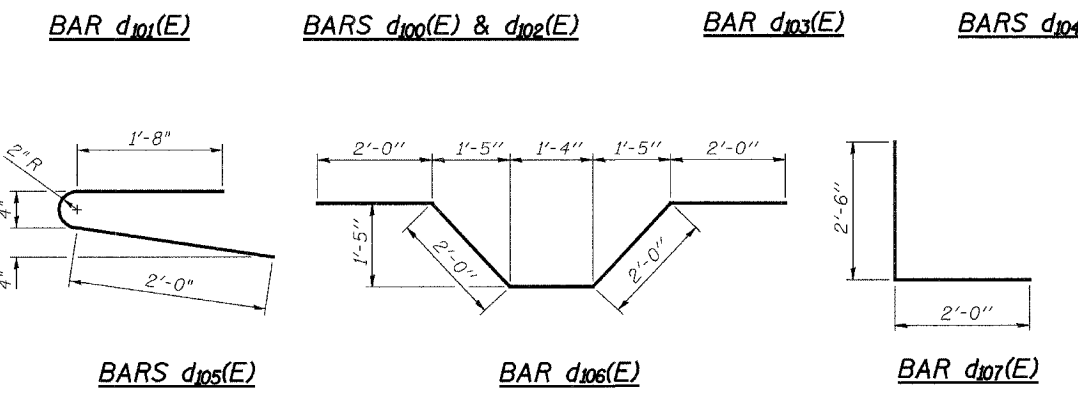 BAR d101(E)
BARS d100(E) & d102(E)
BAR d103(E)
BARS d104
1'-8"
2" R
4"
4"
2'-0"
2'-0"
1'-5"
1'-4"
1'-5"
2'-0"
1'-5"
2'-0"
2'-0"
2'-6"
2'-0"
BARS d105(E)
BAR d106(E)
BAR d107(E)